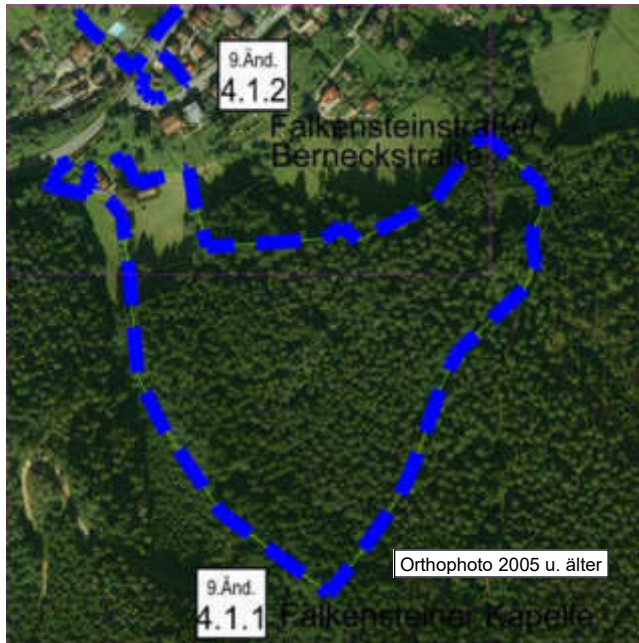 9.Änd.
4.1.2
Falkensteinstraße/
Berneckstraße
Orthophoto 2005 u. älter
9.Änd.
4.1.1
Falkensteiner Kapelle